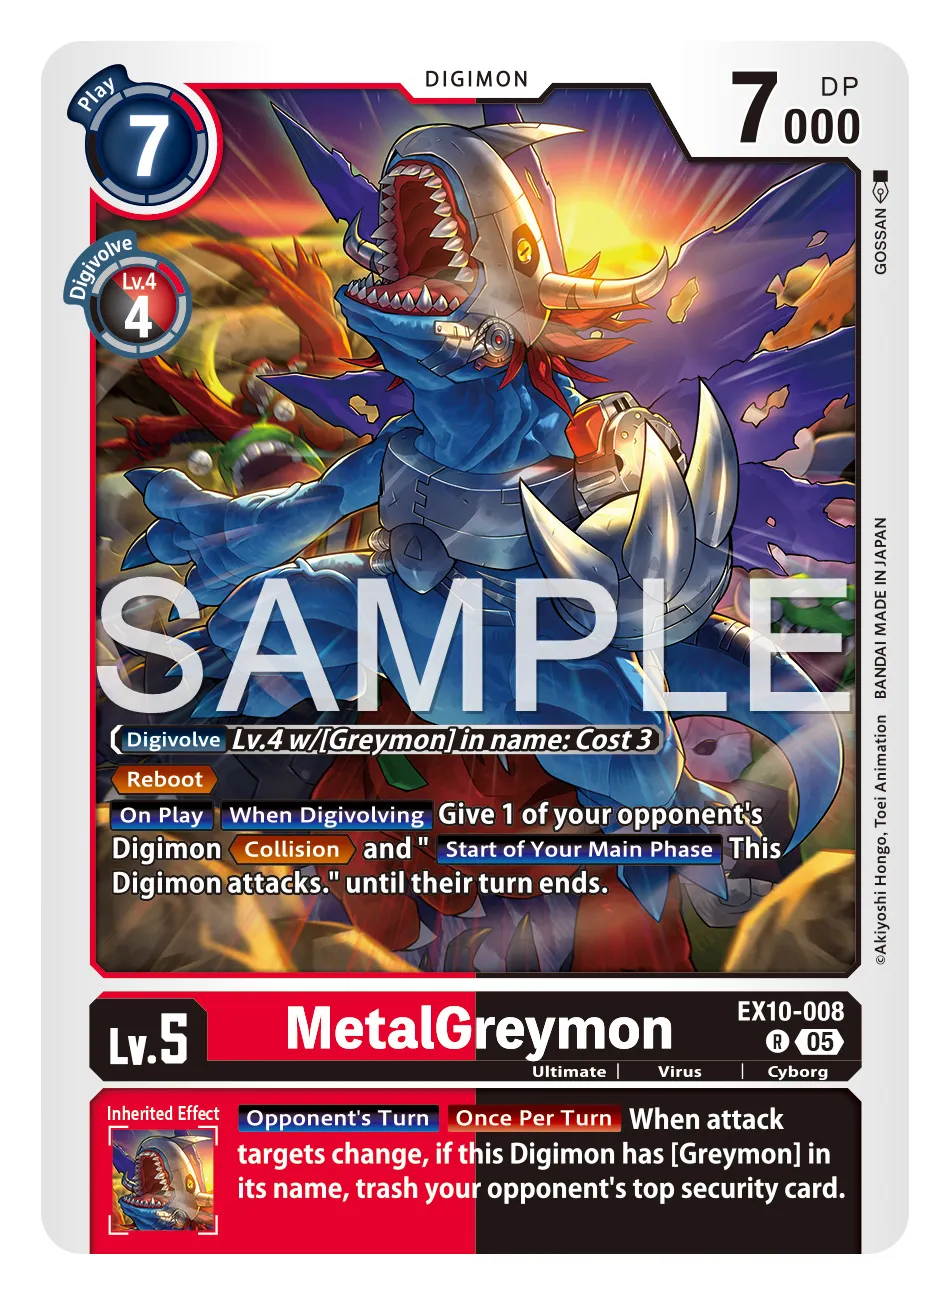 DIGIMON
Play
7
7000
DP
Digivolve
Lv.4
4
GOSSAN
SAMPLE
Digivolve Lv.4 w/[Greymon] in name: Cost 3
Reboot
On Play When Digivolving Give 1 of your opponent's
Digimon Collision and " Start of Your Main Phase This
Digimon attacks." until their turn ends.
©Akiyoshi Hongo, Toei Animation BANDAI MADE IN JAPAN
Lv.5
MetalGreymon
EX10-008
R 05
Ultimate | Virus | Cyborg
Inherited Effect
Opponent's Turn Once Per Turn When attack
targets change, if this Digimon has [Greymon] in
its name, trash your opponent's top security card.